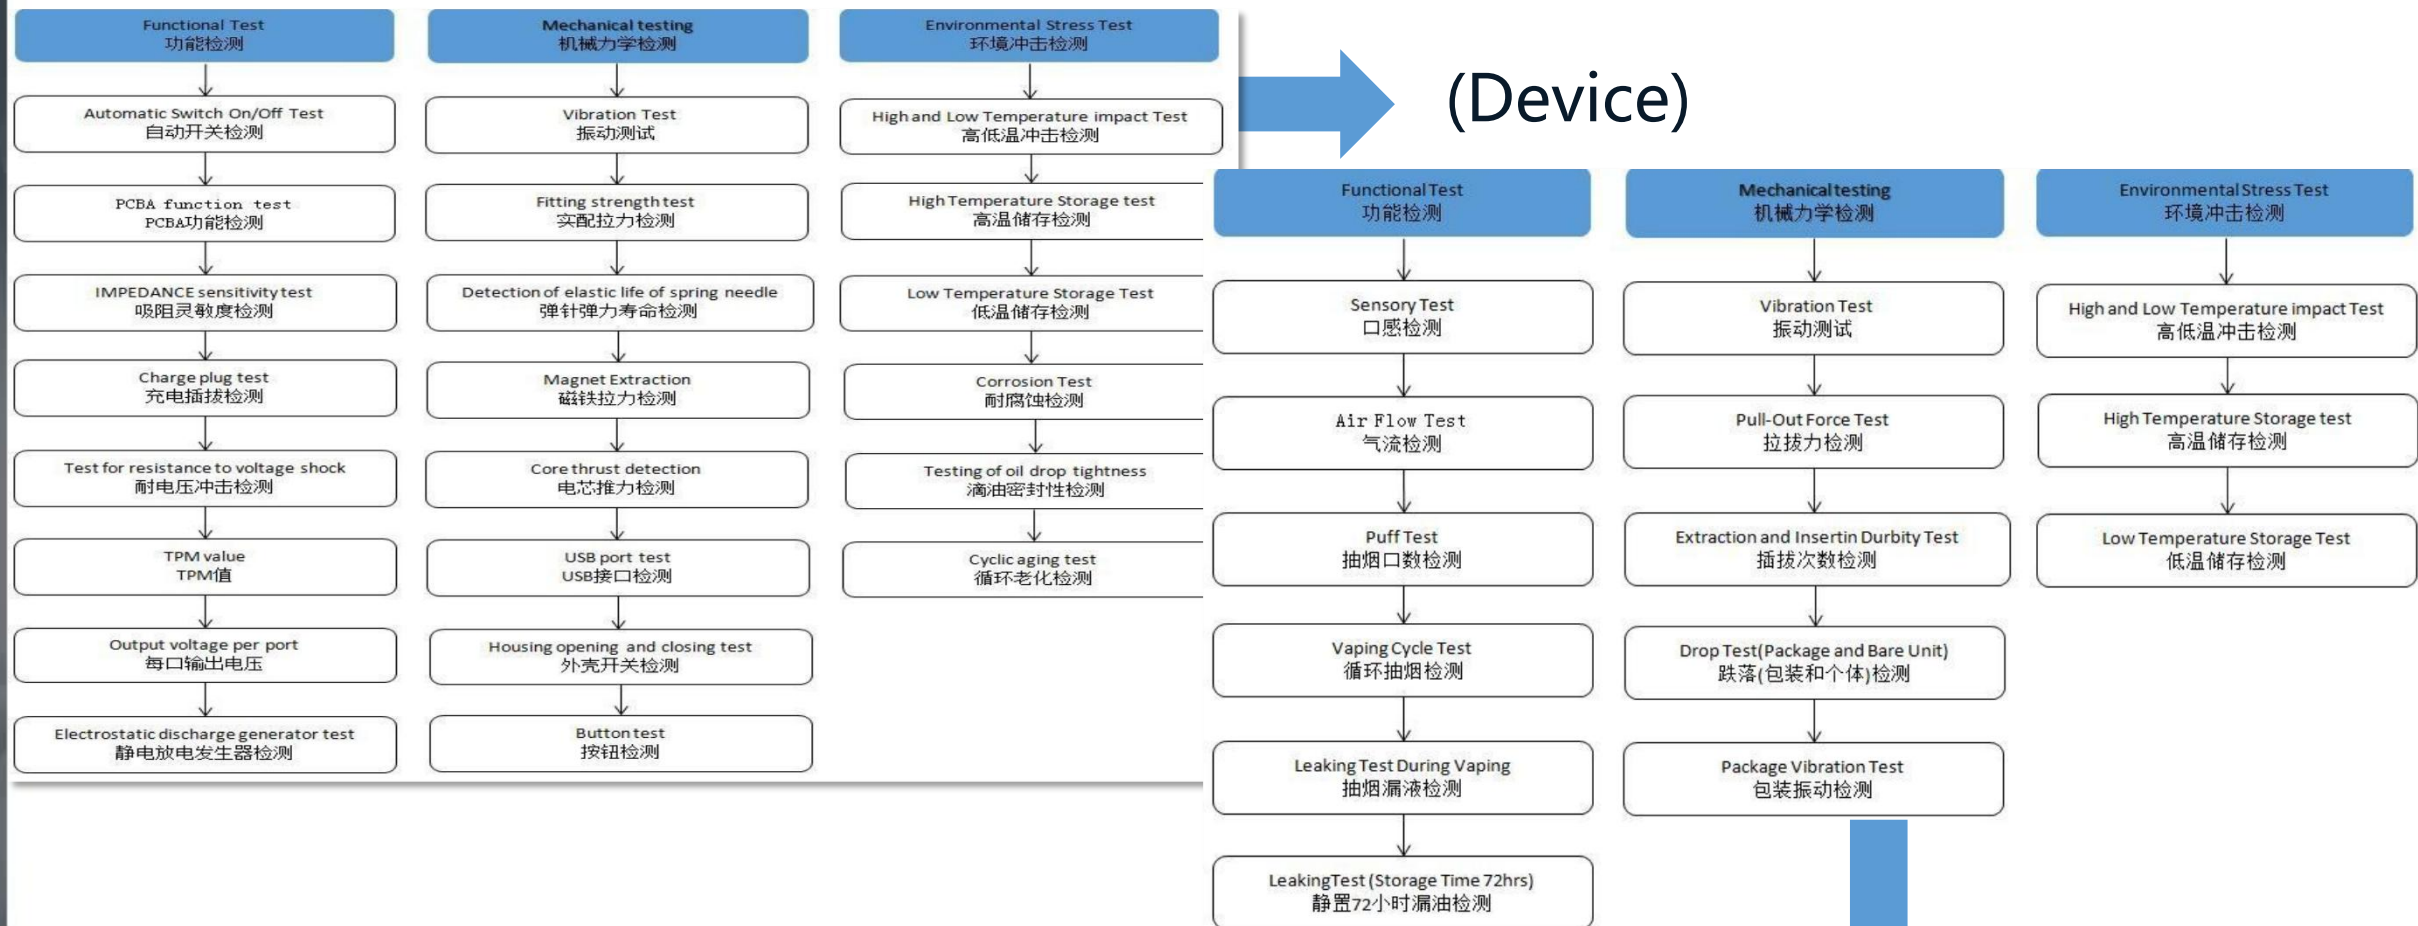 Functional Test
功能检测
Automatic Switch On/Off Test
自动开关检测
PCBA function test
PCBA功能检测
IMPEDANCE sensitivity test
吸阻灵敏度检测
Charge plug test
充电插拔检测
Test for resistance to voltage shock
耐电压冲击检测
TPM value
TPM值
Output voltage per port
每口输出电压
Electrostatic discharge generator test
静电放电发生器检测
Mechanical testing
机械力学检测
Vibration Test
振动测试
Fitting strength test
实配拉力检测
Detection of elastic life of spring needle
弹针弹力寿命检测
Magnet Extraction
磁铁拉力检测
Core thrust detection
电芯推力检测
USB port test
USB接口检测
Housing opening and closing test
外壳开关检测
Button test
按钮检测
Environmental Stress Test
环境冲击检测
High and Low Temperature impact Test
高低温冲击检测
High Temperature Storage test
高温储存检测
Low Temperature Storage Test
低温储存检测
Corrosion Test
耐腐蚀检测
Testing of oil drop tightness
滴油密封性检测
Cyclic aging test
循环老化检测
(Device)
Functional Test
功能检测
Sensory Test
口感检测
Air Flow Test
气流检测
Puff Test
抽烟口数检测
Vaping Cycle Test
循环抽烟检测
Leaking Test During Vaping
抽烟漏液检测
LeakingTest (Storage Time 72hrs)
静置72小时漏油检测
Mechanical testing
机械力学检测
Vibration Test
振动测试
Pull-Out Force Test
拉拔力检测
Extraction and Insertin Durbity Test
插拔次数检测
Drop Test(Package and Bare Unit)
跌落(包装和个体)检测
Package Vibration Test
包装振动检测
Environmental Stress Test
环境冲击检测
High and Low Temperature impact Test
高低温冲击检测
High Temperature Storage test
高温储存检测
Low Temperature Storage Test
低温储存检测